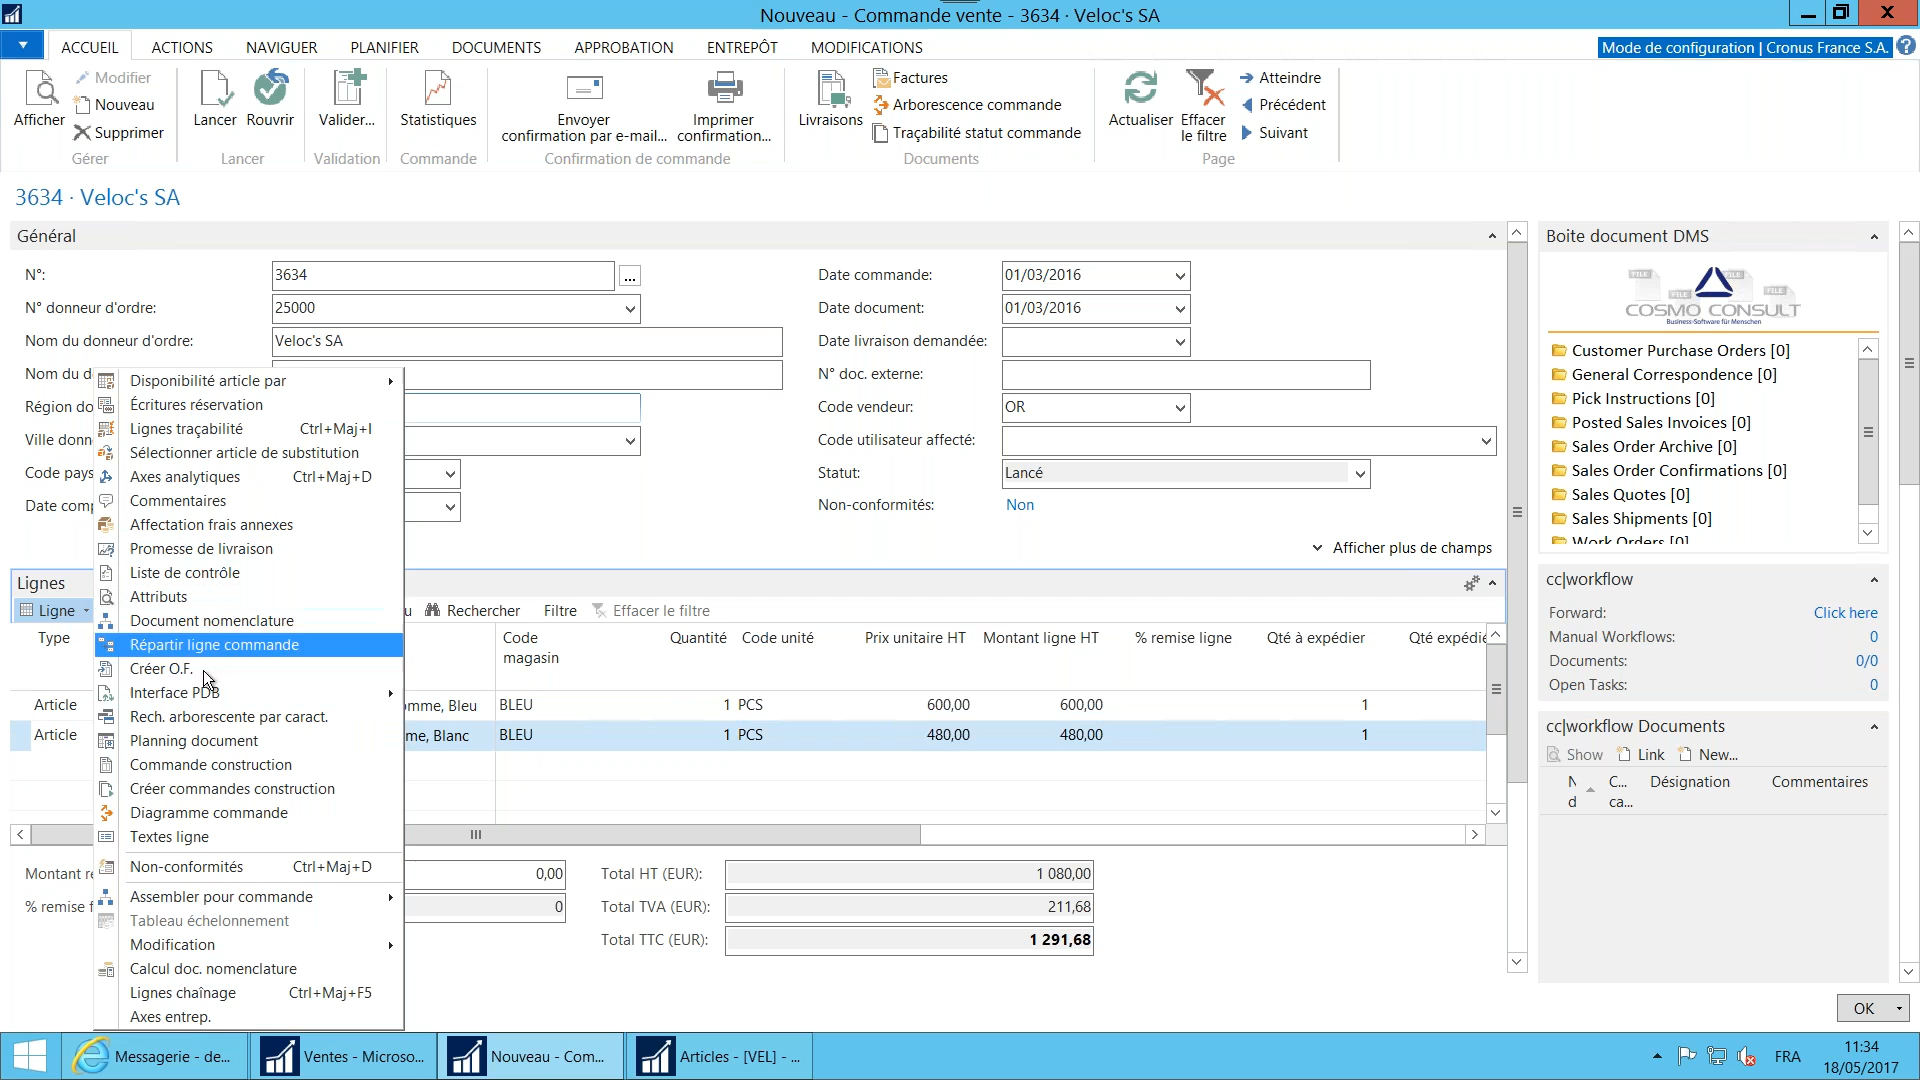 Nouveau - Commande vente - 3634 · Veloc's SA
ACCUEIL ACTIONS NAVIGUER PLANIFIER DOCUMENTS APPROBATION ENTREPÔT MODIFICATIONS
Mode de configuration | Cronus France S.A.
Afficher
Modifier
Nouveau
Supprimer
Gérer
Lancer
Rouvrir
Lancer
Valider...
Validation
Statistiques
Commande
Envoyer
confirmation par e-mail...
Imprimer
confirmation...
Confirmation de commande
Livraisons
Factures
Arborescence commande
Traçabilité statut commande
Documents
Actualiser
Effacer
le filtre
Atteindre
Précédent
Suivant
Page
3634 · Veloc's SA
Général
N°: 3634 ...
N° donneur d'ordre: 25000
Nom du donneur d'ordre: Veloc's SA
Nom du d
Région do
Ville donn
Code pays
Date comp
Date commande: 01/03/2016
Date document: 01/03/2016
Date livraison demandée:
N° doc. externe:
Code vendeur: OR
Code utilisateur affecté:
Statut: Lancé
Non-conformités: Non
Afficher plus de champs
Disponibilité article par
Écritures réservation
Lignes traçabilité Ctrl+Maj+I
Sélectionner article de substitution
Axes analytiques Ctrl+Maj+D
Commentaires
Affectation frais annexes
Promesse de livraison
Liste de contrôle
Attributs
Document nomenclature
Répartir ligne commande
Créer O.F.
Interface PDB
Rech. arborescente par caract.
Planning document
Commande construction
Créer commandes construction
Diagramme commande
Textes ligne
Non-conformités Ctrl+Maj+D
Assembler pour commande
Tableau échelonnement
Modification
Calcul doc. nomenclature
Lignes chaînage Ctrl+Maj+F5
Axes entrep.
Lignes
Ligne
u Rechercher Filtre Effacer le filtre
Type Code magasin Quantité Code unité Prix unitaire HT Montant ligne HT % remise ligne Qté à expédier Qté expédié
Article omme, Bleu BLEU 1 PCS 600,00 600,00 1
Article me, Blanc BLEU 1 PCS 480,00 480,00 1
Montant re 0,00
% remise f 0
Total HT (EUR): 1 080,00
Total TVA (EUR): 211,68
Total TTC (EUR): 1 291,68
Boite document DMS
FILE FILE FILE FILE
COSMO CONSULT
Business-Software für Menschen
Customer Purchase Orders [0]
General Correspondence [0]
Pick Instructions [0]
Posted Sales Invoices [0]
Sales Order Archive [0]
Sales Order Confirmations [0]
Sales Quotes [0]
Sales Shipments [0]
Work Orders [0]
cc|workflow
Forward: Click here
Manual Workflows: 0
Documents: 0/0
Open Tasks: 0
cc|workflow Documents
Show Link New...
N d C... ca... Désignation Commentaires
OK
Messagerie - de...
Ventes - Microso...
Nouveau - Com...
Articles - [VEL] - ...
FRA
11:34
18/05/2017